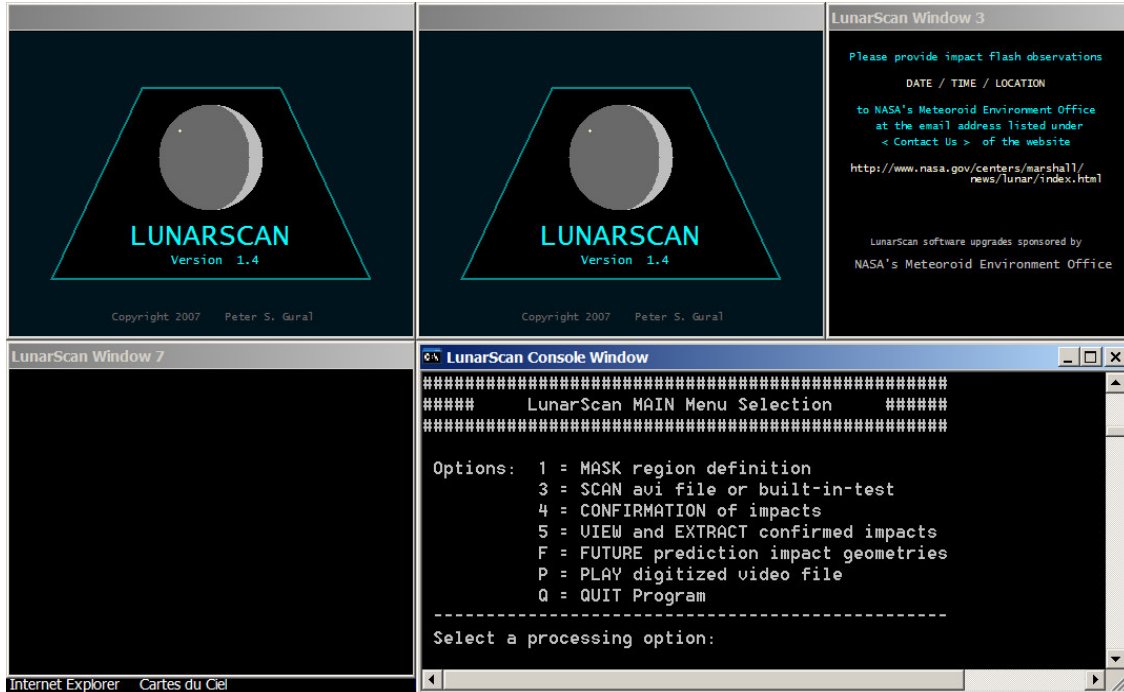 LUNARSCAN
Version 1.4
Copyright 2007 Peter S. Gural
LUNARSCAN
Version 1.4
Copyright 2007 Peter S. Gural
LunarScan Window 3
Please provide impact flash observations
DATE / TIME / LOCATION
to NASA's Meteoroid Environment Office
at the email address listed under
< Contact Us > of the website
http://www.nasa.gov/centers/marshall/
news/lunar/index.html
LunarScan software upgrades sponsored by
NASA's Meteoroid Environment Office
LunarScan Window 7
Internet Explorer Cartes du Ciel
C:\ LunarScan Console Window
##################################################
##### LunarScan MAIN Menu Selection ######
##################################################
Options: 1 = MASK region definition
3 = SCAN avi file or built-in-test
4 = CONFIRMATION of impacts
5 = VIEW and EXTRACT confirmed impacts
F = FUTURE prediction impact geometries
P = PLAY digitized video file
Q = QUIT Program
-------------------------------------------------
Select a processing option: